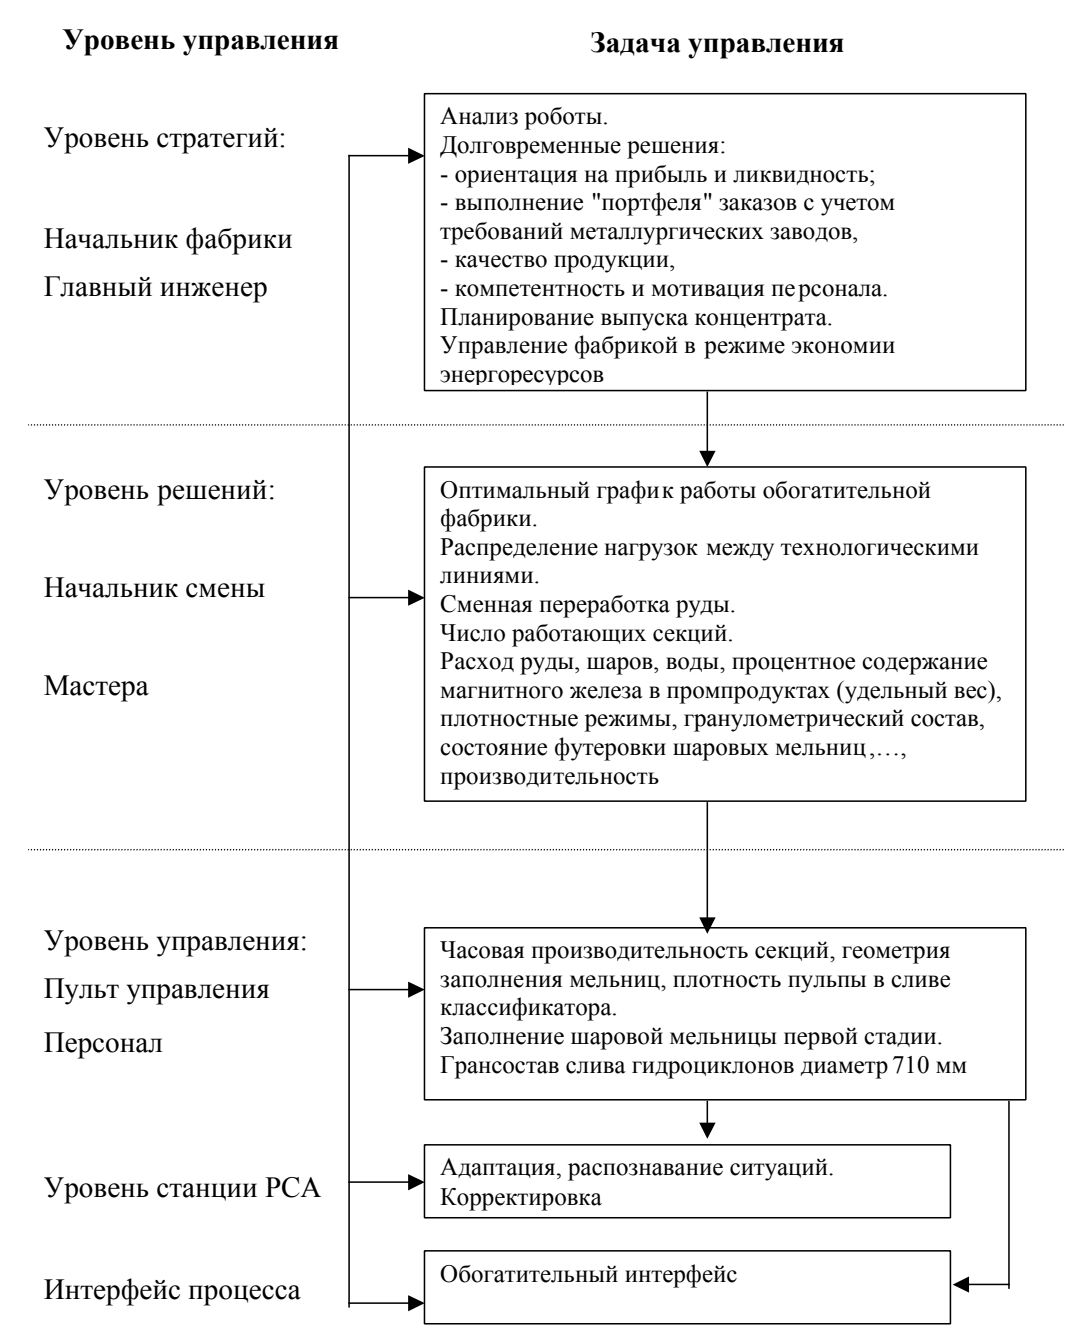 Уровень управления
Задача управления
Уровень стратегий:
Начальник фабрики
Главный инженер
Анализ роботы.
Долговременные решения:
- ориентация на прибыль и ликвидность;
- выполнение "портфеля" заказов с учетом
требований металлургических заводов,
- качество продукции,
- компетентность и мотивация персонала.
Планирование выпуска концентрата.
Управление фабрикой в режиме экономии
энергоресурсов
Уровень решений:
Начальник смены
Мастера
Оптимальный график работы обогатительной
фабрики.
Распределение нагрузок между технологическими
линиями.
Сменная переработка руды.
Число работающих секций.
Расход руды, шаров, воды, процентное содержание
магнитного железа в промпродуктах (удельный вес),
плотностные режимы, гранулометрический состав,
состояние футеровки шаровых мельниц,…,
производительность
Уровень управления:
Пульт управления
Персонал
Часовая производительность секций, геометрия
заполнения мельниц, плотность пульпы в сливе
классификатора.
Заполнение шаровой мельницы первой стадии.
Грансостав слива гидроциклонов диаметр 710 мм
Уровень станции РСА
Адаптация, распознавание ситуаций.
Корректировка
Интерфейс процесса
Обогатительный интерфейс